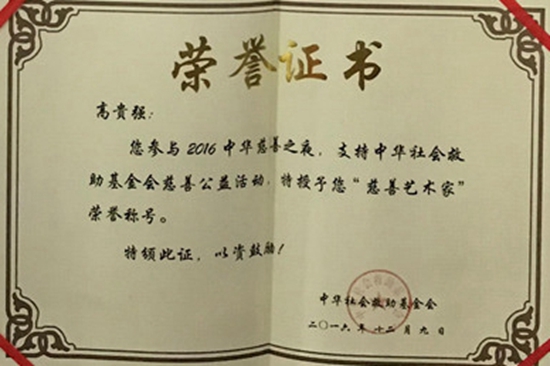 荣誉证书
高贵强：
您参与2016中华慈善之夜，支持中华社会救
助基金会慈善公益活动，特授予您“慈善艺术家”
荣誉称号。
特颁此证，以资鼓励！
中华社会救助基金会
二〇一六年十二月九日